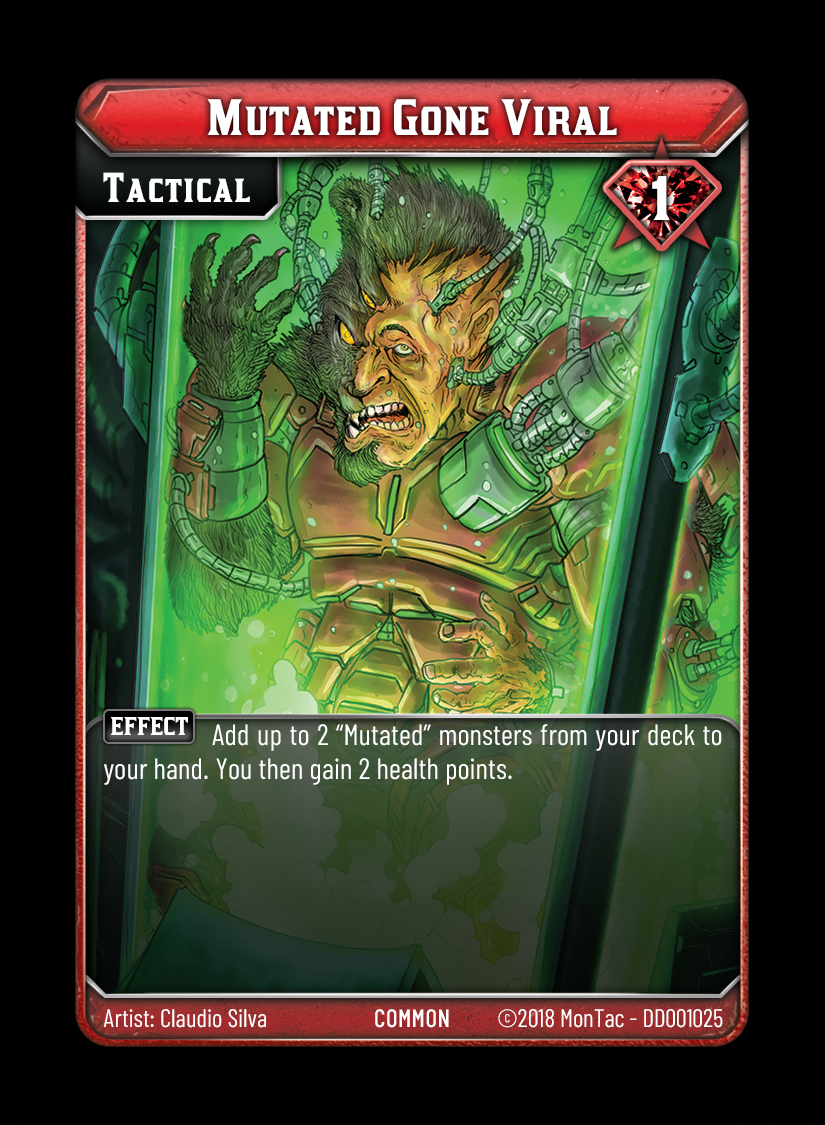 Mutated Gone Viral
Tactical
1
EFFECT Add up to 2 “Mutated” monsters from your deck to
your hand. You then gain 2 health points.
Artist: Claudio Silva COMMON ©2018 MonTac - DD001025